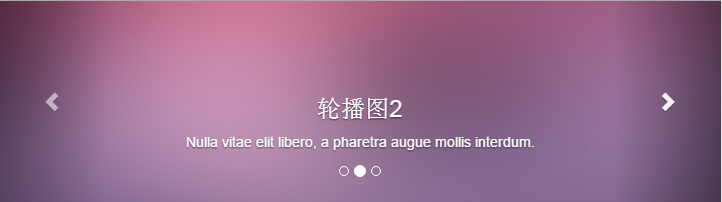 轮播图2
Nulla vitae elit libero, a pharetra augue mollis interdum.